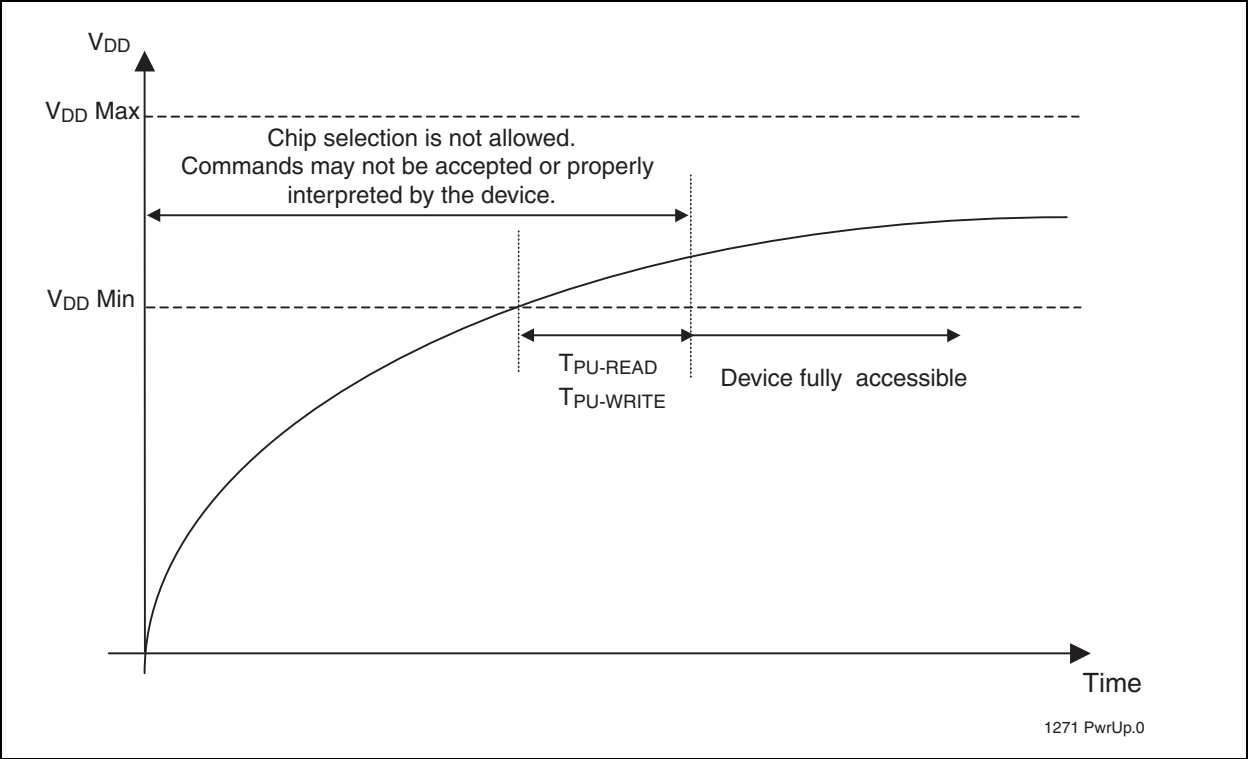 VDD
VDD Max
Chip selection is not allowed.
Commands may not be accepted or properly
interpreted by the device.
VDD Min
TPU-READ
TPU-WRITE
Device fully accessible
Time
1271 PwrUp.0